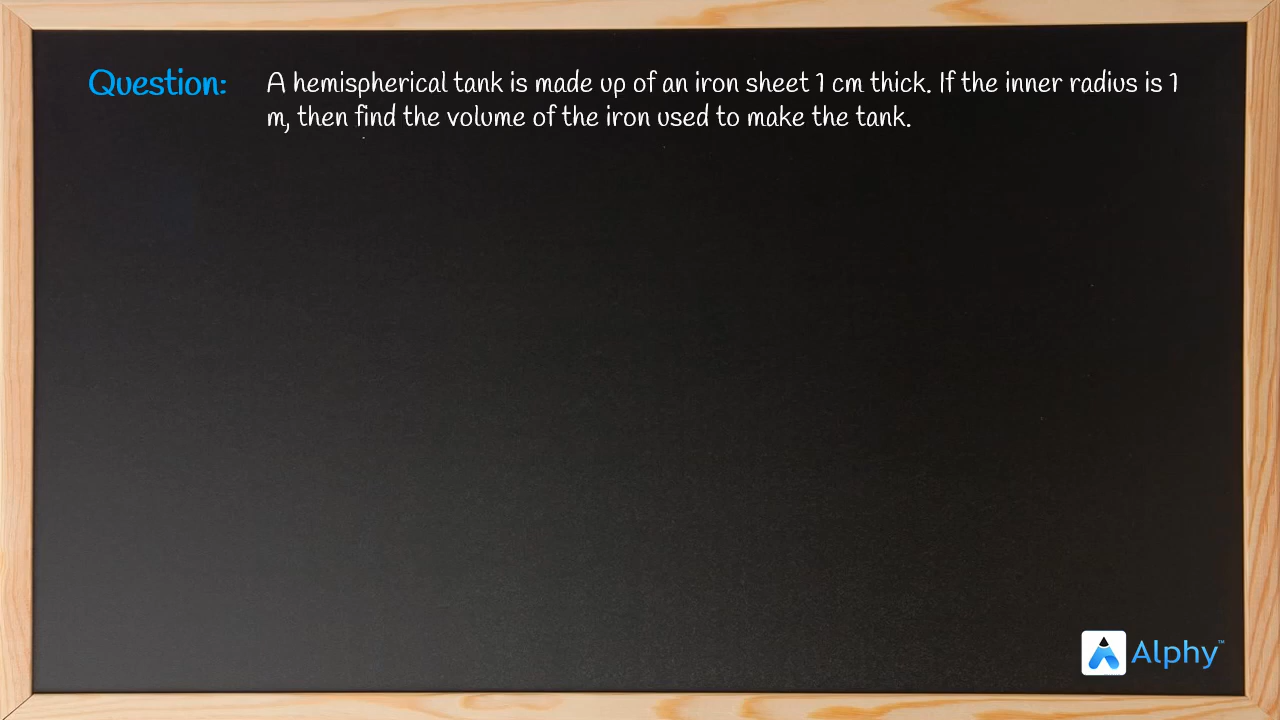 Question: A hemispherical tank is made up of an iron sheet 1 cm thick. If the inner radius is 1
m, then find the volume of the iron used to make the tank.
Alphy™